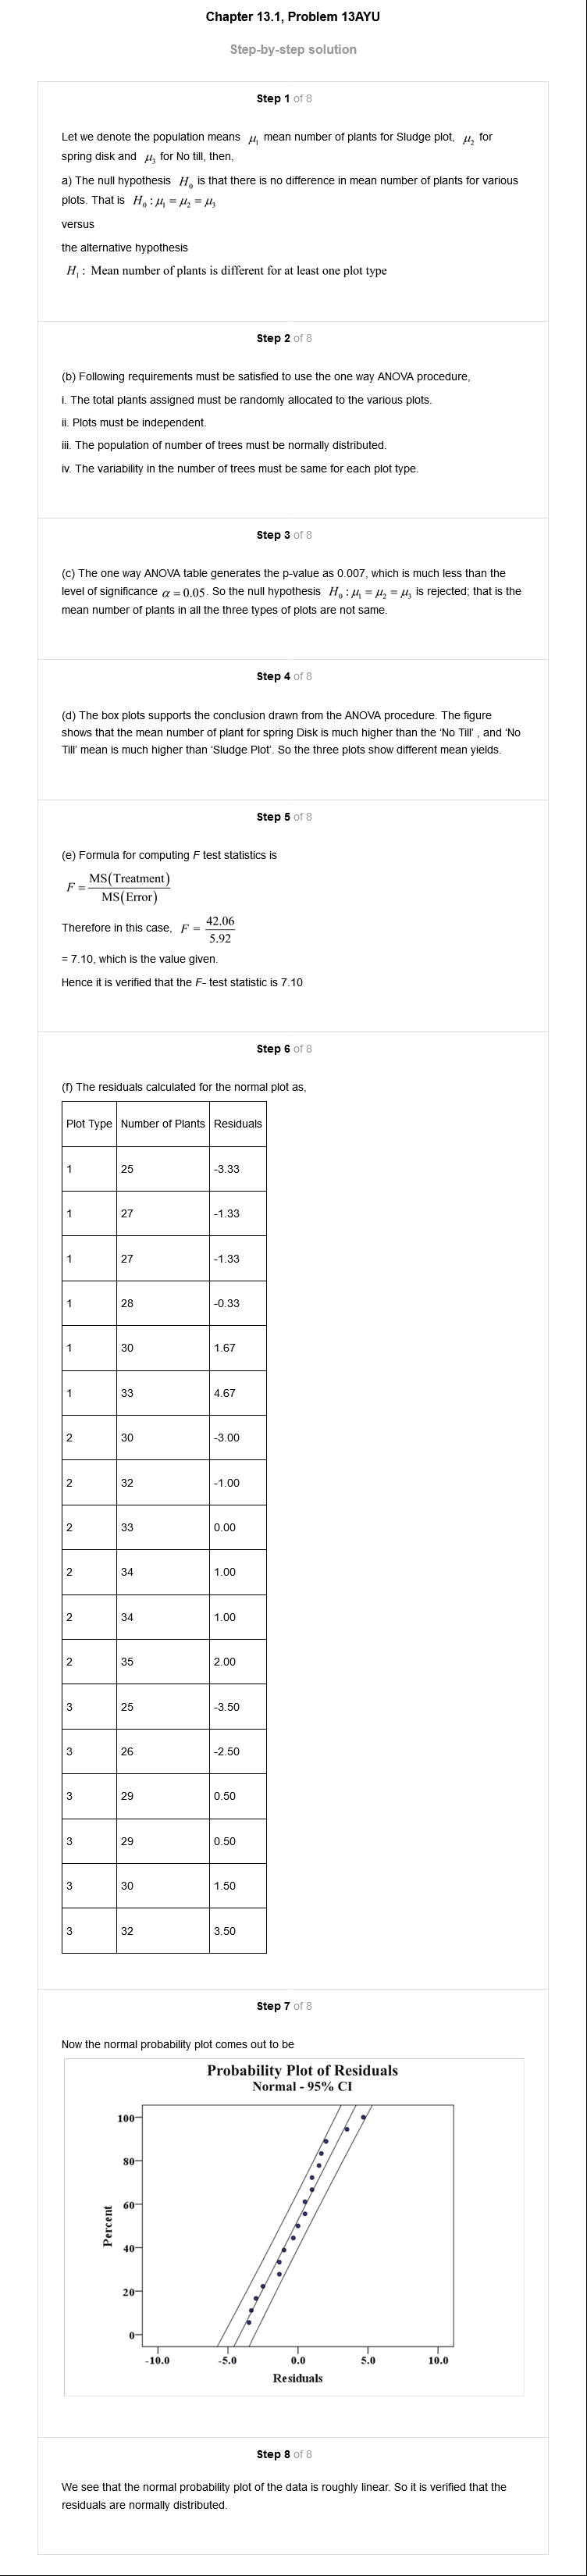 Chapter 13.1, Problem 13AYU
Step-by-step solution
Step 1 of 8
Let we denote the population means μ₁ mean number of plants for Sludge plot, μ₂ for
spring disk and μ₃ for No till, then,
a) The null hypothesis H₀ is that there is no difference in mean number of plants for various
plots. That is H₀ : μ₁ = μ₂ = μ₃
versus
the alternative hypothesis
H₁ : Mean number of plants is different for at least one plot type
Step 2 of 8
(b) Following requirements must be satisfied to use the one way ANOVA procedure,
i. The total plants assigned must be randomly allocated to the various plots.
ii. Plots must be independent.
iii. The population of number of trees must be normally distributed.
iv. The variability in the number of trees must be same for each plot type.
Step 3 of 8
(c) The one way ANOVA table generates the p-value as 0.007, which is much less than the
level of significance α = 0.05. So the null hypothesis H₀ : μ₁ = μ₂ = μ₃ is rejected; that is the
mean number of plants in all the three types of plots are not same.
Step 4 of 8
(d) The box plots supports the conclusion drawn from the ANOVA procedure. The figure
shows that the mean number of plant for spring Disk is much higher than the 'No Till' , and 'No
Till' mean is much higher than 'Sludge Plot'. So the three plots show different mean yields.
Step 5 of 8
(e) Formula for computing F test statistics is
F = MS(Treatment) / MS(Error)
Therefore in this case, F = 42.06 / 5.92
= 7.10, which is the value given.
Hence it is verified that the F- test statistic is 7.10
Step 6 of 8
(f) The residuals calculated for the normal plot as,
Plot Type Number of Plants Residuals
1 25 -3.33
1 27 -1.33
1 27 -1.33
1 28 -0.33
1 30 1.67
1 33 4.67
2 30 -3.00
2 32 -1.00
2 33 0.00
2 34 1.00
2 34 1.00
2 35 2.00
3 25 -3.50
3 26 -2.50
3 29 0.50
3 29 0.50
3 30 1.50
3 32 3.50
Step 7 of 8
Now the normal probability plot comes out to be
Probability Plot of Residuals
Normal - 95% CI
100
80
60
40
20
0
Percent
-10.0 -5.0 0.0 5.0 10.0
Residuals
Step 8 of 8
We see that the normal probability plot of the data is roughly linear. So it is verified that the
residuals are normally distributed.